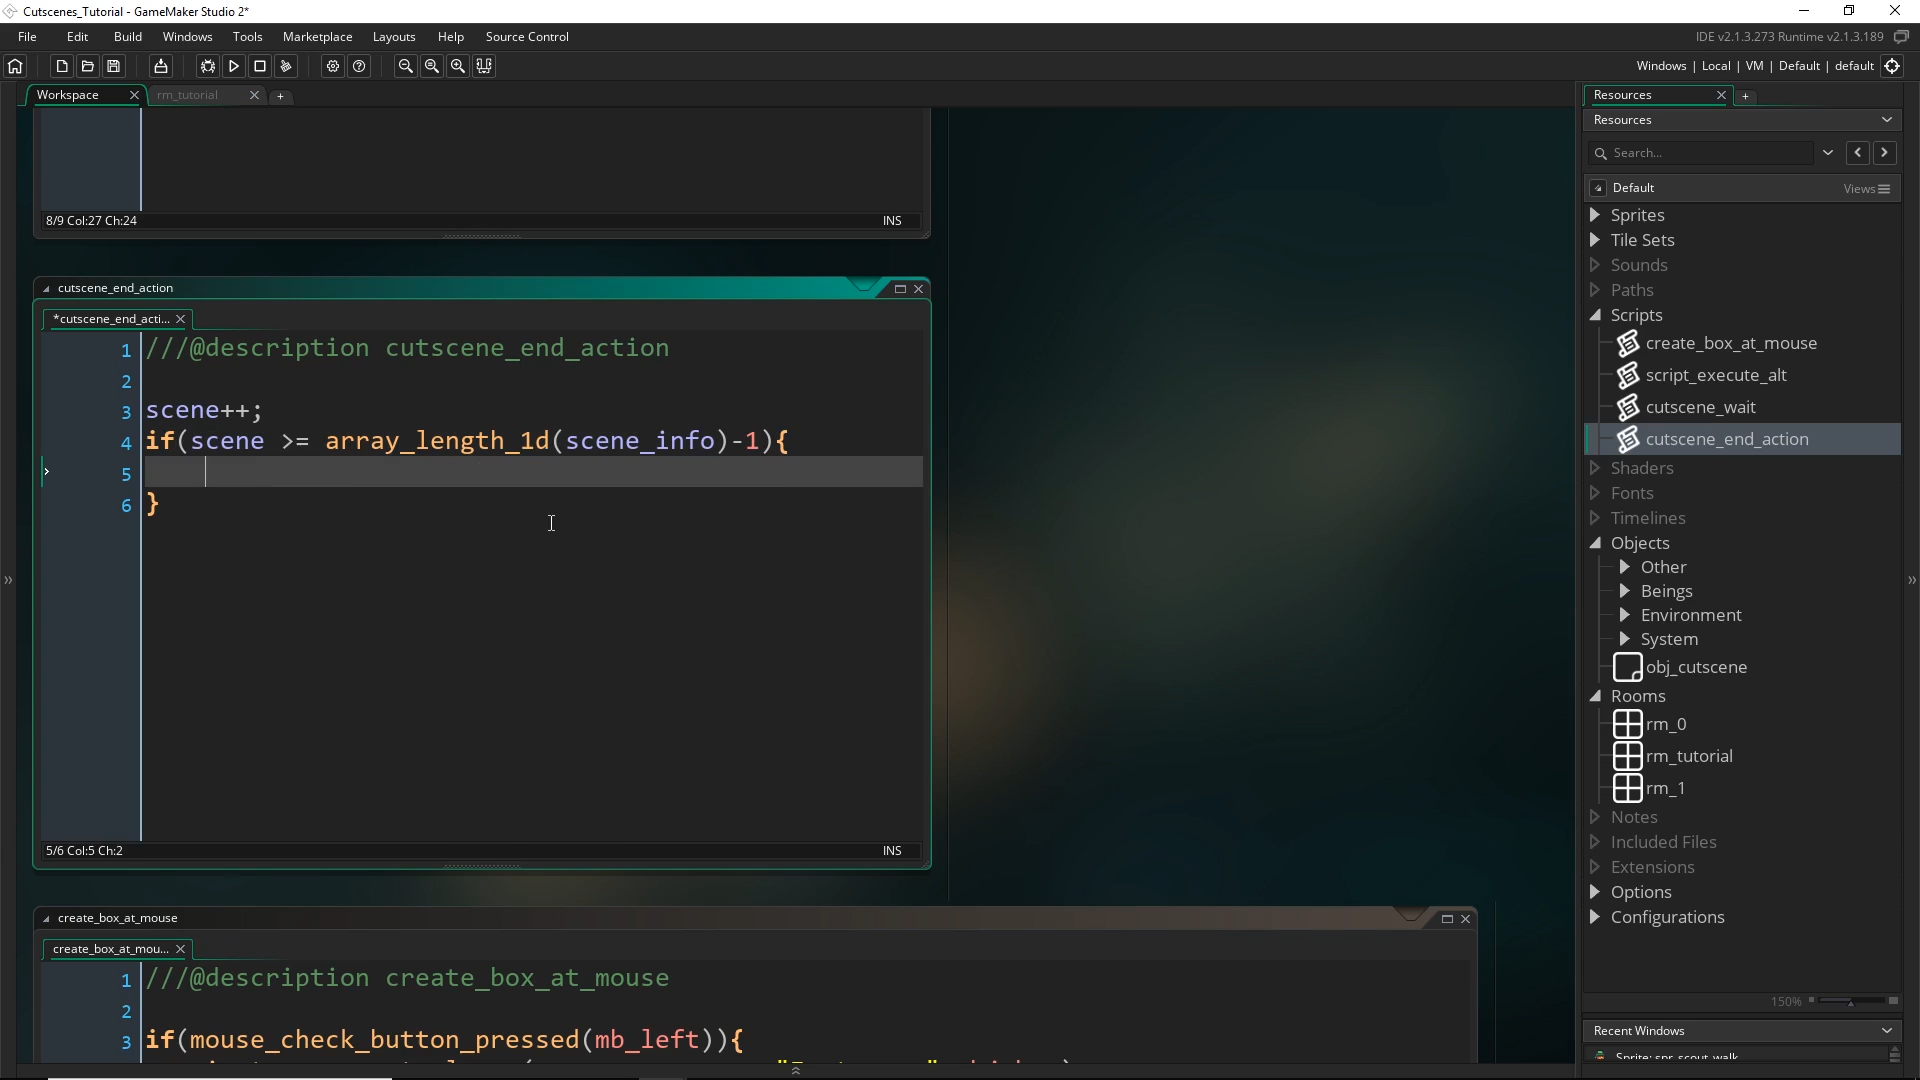 Cutscenes_Tutorial - GameMaker Studio 2*
File Edit Build Windows Tools Marketplace Layouts Help Source Control
IDE v2.1.3.273 Runtime v2.1.3.189
Windows | Local | VM | Default | default
Workspace
rm_tutorial
8/9 Col:27 Ch:24
INS
cutscene_end_action
*cutscene_end_acti...
1 ///@description cutscene_end_action
2
3 scene++;
4 if(scene >= array_length_1d(scene_info)-1){
5
6 }
5/6 Col:5 Ch:2
INS
create_box_at_mouse
create_box_at_mou...
1 ///@description create_box_at_mouse
2
3 if(mouse_check_button_pressed(mb_left)){
Resources
Resources
Search...
Default
Views
Sprites
Tile Sets
Sounds
Paths
Scripts
create_box_at_mouse
script_execute_alt
cutscene_wait
cutscene_end_action
Shaders
Fonts
Timelines
Objects
Other
Beings
Environment
System
obj_cutscene
Rooms
rm_0
rm_tutorial
rm_1
Notes
Included Files
Extensions
Options
Configurations
150%
Recent Windows
Sprite: spr_scout_walk